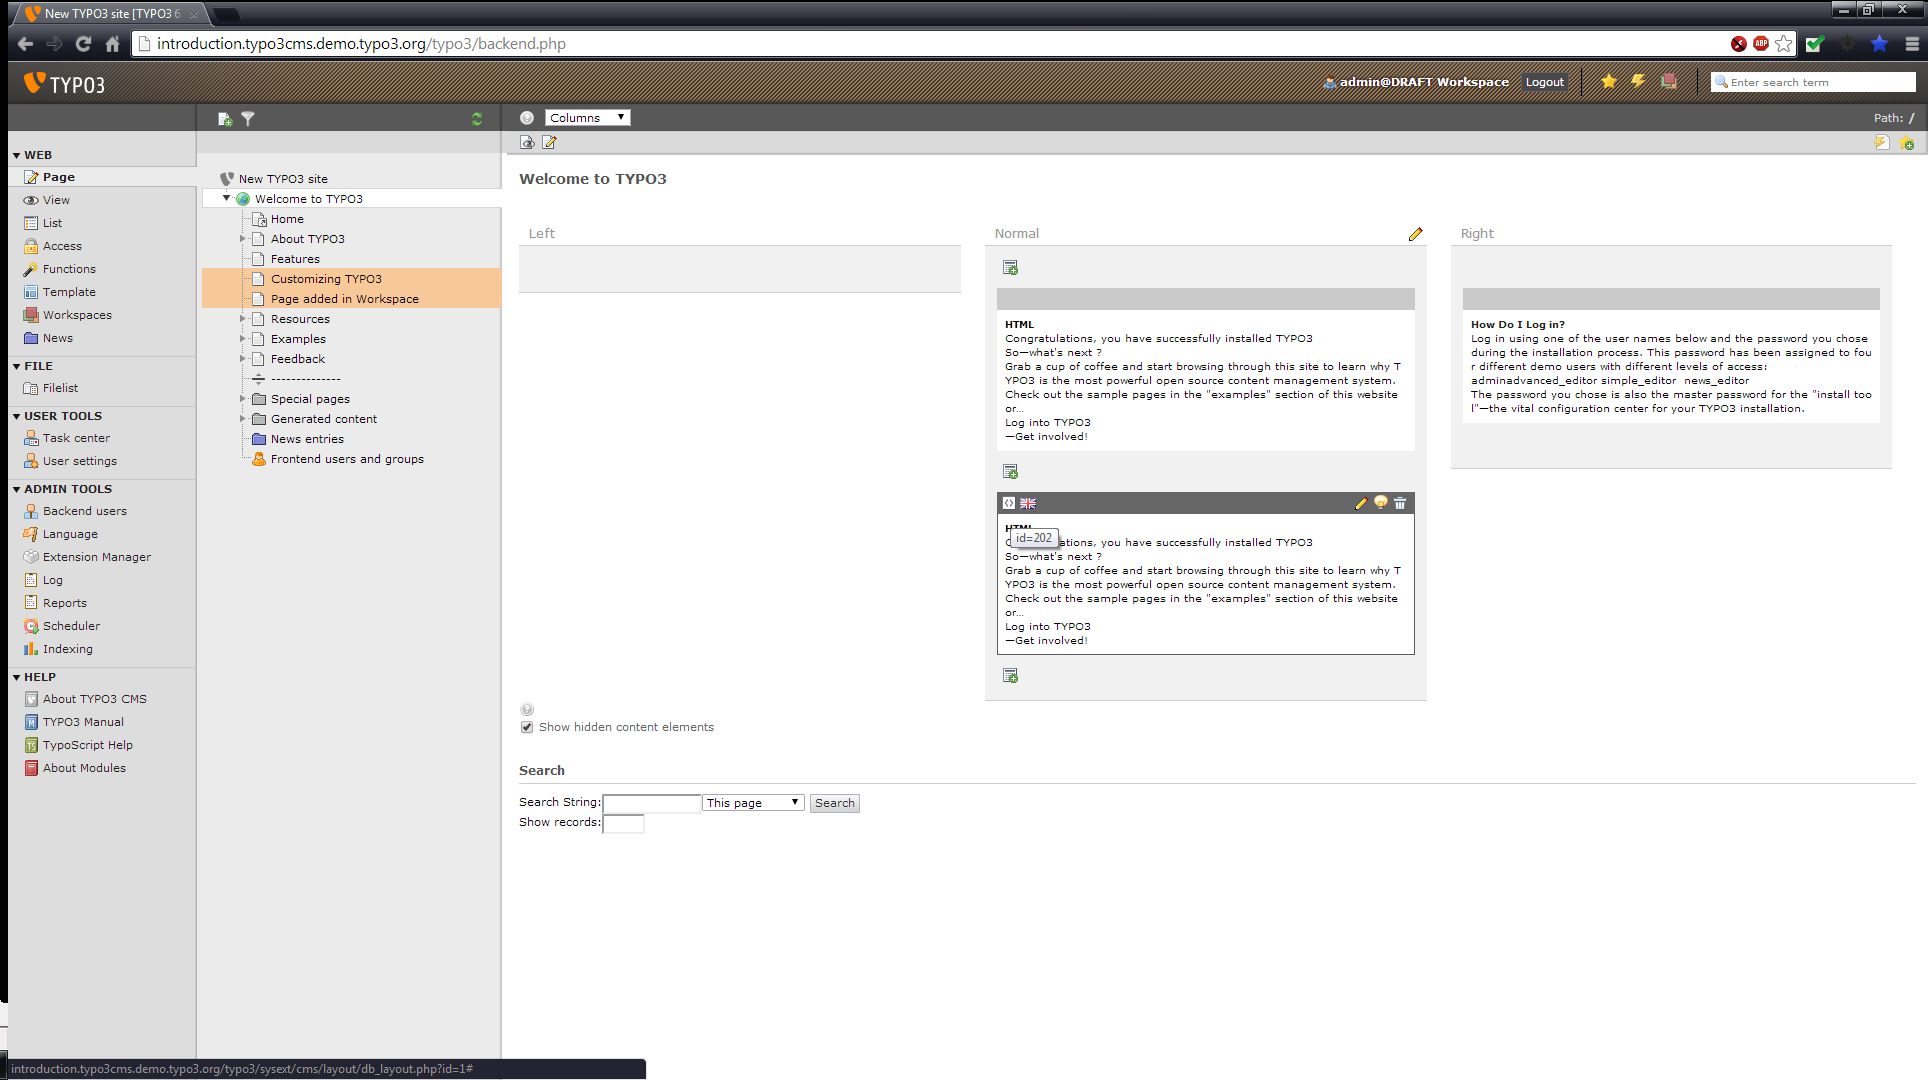 New TYPO3 site [TYPO3 6
introduction.typo3cms.demo.typo3.org/typo3/backend.php
ABP
TYPO3
admin@DRAFT Workspace
Logout
Enter search term
Columns
Path: /
WEB
Page
View
List
Access
Functions
Template
Workspaces
News
FILE
Filelist
USER TOOLS
Task center
User settings
ADMIN TOOLS
Backend users
Language
Extension Manager
Log
Reports
Scheduler
Indexing
HELP
About TYPO3 CMS
TYPO3 Manual
TypoScript Help
About Modules
New TYPO3 site
Welcome to TYPO3
Home
About TYPO3
Features
Customizing TYPO3
Page added in Workspace
Resources
Examples
Feedback
--------------
Special pages
Generated content
News entries
Frontend users and groups
Welcome to TYPO3
Left
Normal
HTML
Congratulations, you have successfully installed TYPO3
So—what's next ?
Grab a cup of coffee and start browsing through this site to learn why T
YPO3 is the most powerful open source content management system.
Check out the sample pages in the "examples" section of this website
or...
Log into TYPO3
—Get involved!
HTML
id=202
ations, you have successfully installed TYPO3
So—what's next ?
Grab a cup of coffee and start browsing through this site to learn why T
YPO3 is the most powerful open source content management system.
Check out the sample pages in the "examples" section of this website
or...
Log into TYPO3
—Get involved!
Right
How Do I Log in?
Log in using one of the user names below and the password you chose
during the installation process. This password has been assigned to fou
r different demo users with different levels of access:
adminadvanced_editor simple_editor  news_editor
The password you chose is also the master password for the "install too
l"—the vital configuration center for your TYPO3 installation.
Show hidden content elements
Search
Search String:
This page
Search
Show records:
introduction.typo3cms.demo.typo3.org/typo3/sysext/cms/layout/db_layout.php?id=1#